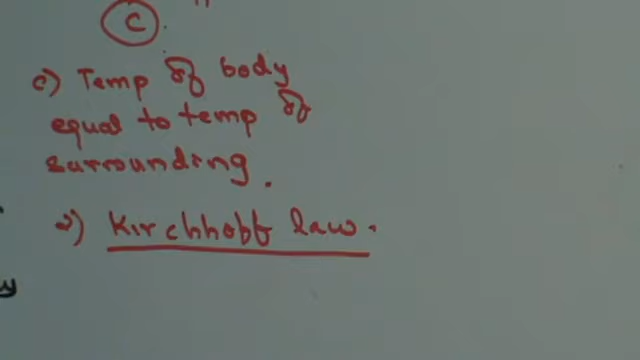 C
c) Temp of body
equal to temp of
surrounding.
2) Kirchhoff law.